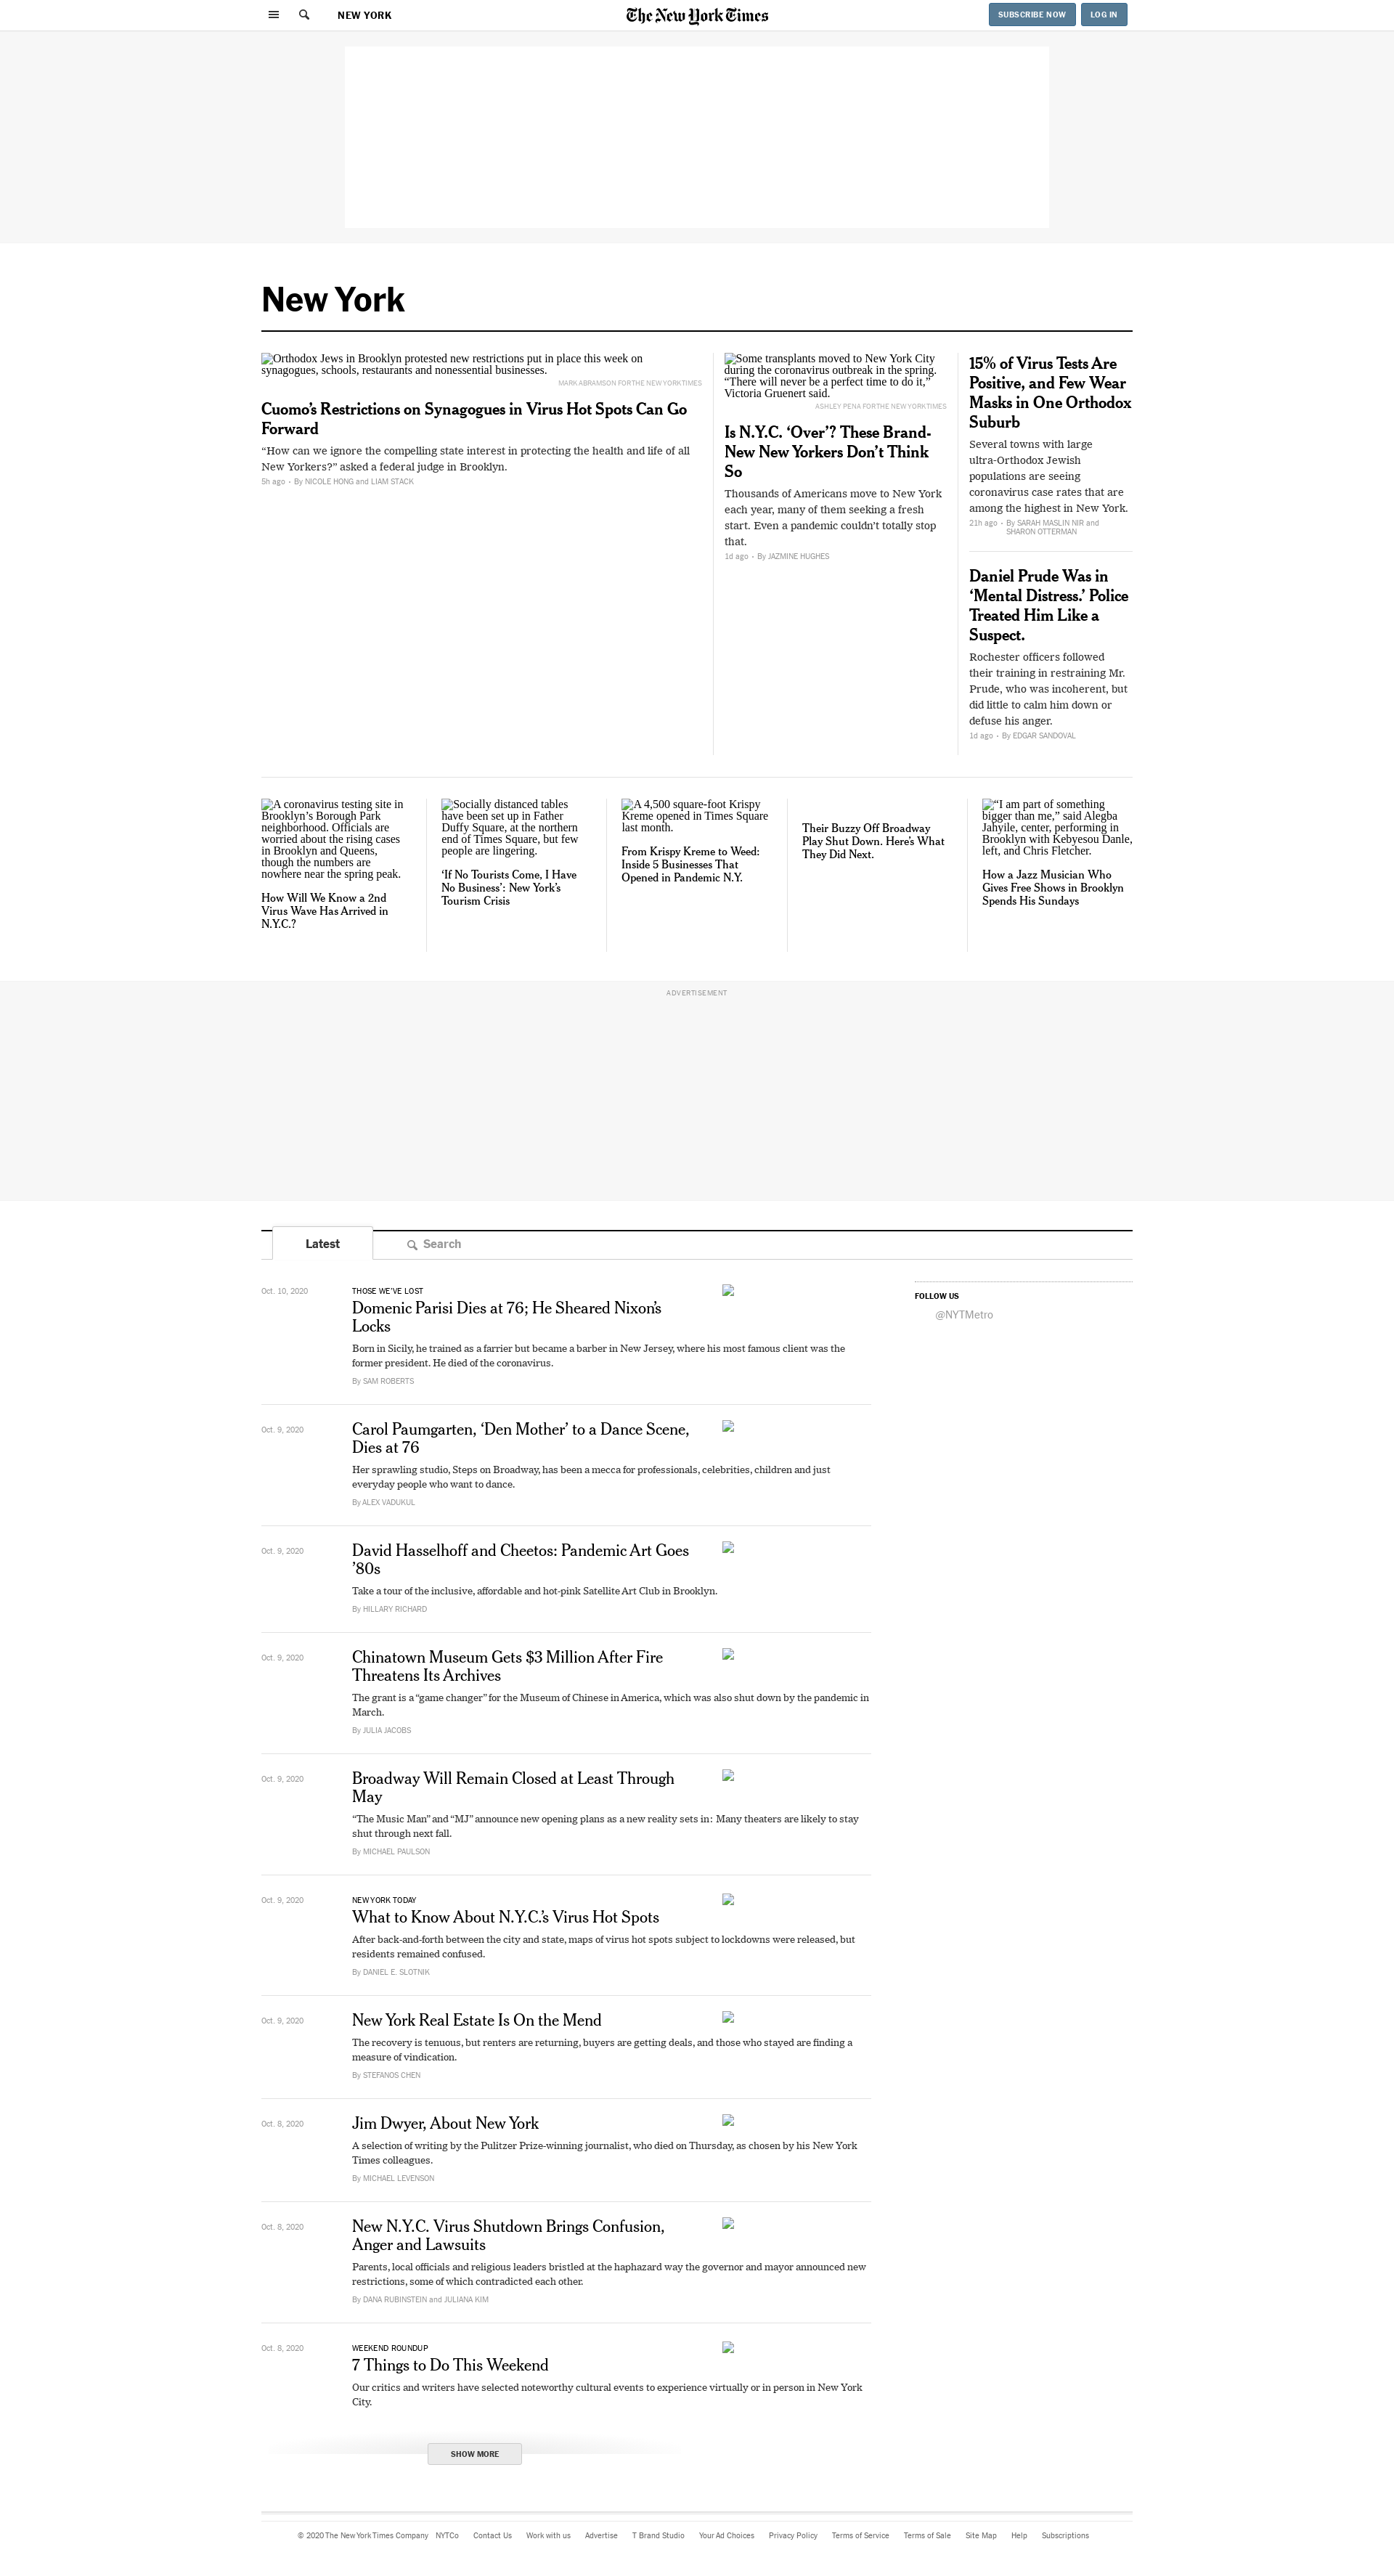 NEW YORK
The New York Times
SUBSCRIBE NOW
LOG IN
New York
Orthodox Jews in Brooklyn protested new restrictions put in place this week on
synagogues, schools, restaurants and nonessential businesses.
MARK ABRAMSON FOR THE NEW YORK TIMES
Cuomo’s Restrictions on Synagogues in Virus Hot Spots Can Go
Forward
“How can we ignore the compelling state interest in protecting the health and life of all
New Yorkers?” asked a federal judge in Brooklyn.
5h ago • By NICOLE HONG and LIAM STACK
Some transplants moved to New York City
during the coronavirus outbreak in the spring.
“There will never be a perfect time to do it,”
Victoria Gruenert said.
ASHLEY PENA FOR THE NEW YORK TIMES
Is N.Y.C. ‘Over’? These Brand-
New New Yorkers Don’t Think
So
Thousands of Americans move to New York
each year, many of them seeking a fresh
start. Even a pandemic couldn’t totally stop
that.
1d ago • By JAZMINE HUGHES
15% of Virus Tests Are
Positive, and Few Wear
Masks in One Orthodox
Suburb
Several towns with large
ultra-Orthodox Jewish
populations are seeing
coronavirus case rates that are
among the highest in New York.
21h ago • By SARAH MASLIN NIR and
SHARON OTTERMAN
Daniel Prude Was in
‘Mental Distress.’ Police
Treated Him Like a
Suspect.
Rochester officers followed
their training in restraining Mr.
Prude, who was incoherent, but
did little to calm him down or
defuse his anger.
1d ago • By EDGAR SANDOVAL
A coronavirus testing site in
Brooklyn’s Borough Park
neighborhood. Officials are
worried about the rising cases
in Brooklyn and Queens,
though the numbers are
nowhere near the spring peak.
How Will We Know a 2nd
Virus Wave Has Arrived in
N.Y.C.?
Socially distanced tables
have been set up in Father
Duffy Square, at the northern
end of Times Square, but few
people are lingering.
‘If No Tourists Come, I Have
No Business’: New York’s
Tourism Crisis
A 4,500 square-foot Krispy
Kreme opened in Times Square
last month.
From Krispy Kreme to Weed:
Inside 5 Businesses That
Opened in Pandemic N.Y.
Their Buzzy Off Broadway
Play Shut Down. Here’s What
They Did Next.
“I am part of something
bigger than me,” said Alegba
Jahyile, center, performing in
Brooklyn with Kebyesou Danle,
left, and Chris Fletcher.
How a Jazz Musician Who
Gives Free Shows in Brooklyn
Spends His Sundays
ADVERTISEMENT
Latest
Search
Oct. 10, 2020
THOSE WE’VE LOST
Domenic Parisi Dies at 76; He Sheared Nixon’s
Locks
Born in Sicily, he trained as a farrier but became a barber in New Jersey, where his most famous client was the
former president. He died of the coronavirus.
By SAM ROBERTS
FOLLOW US
@NYTMetro
Oct. 9, 2020
Carol Paumgarten, ‘Den Mother’ to a Dance Scene,
Dies at 76
Her sprawling studio, Steps on Broadway, has been a mecca for professionals, celebrities, children and just
everyday people who want to dance.
By ALEX VADUKUL
Oct. 9, 2020
David Hasselhoff and Cheetos: Pandemic Art Goes
’80s
Take a tour of the inclusive, affordable and hot-pink Satellite Art Club in Brooklyn.
By HILLARY RICHARD
Oct. 9, 2020
Chinatown Museum Gets $3 Million After Fire
Threatens Its Archives
The grant is a “game changer” for the Museum of Chinese in America, which was also shut down by the pandemic in
March.
By JULIA JACOBS
Oct. 9, 2020
Broadway Will Remain Closed at Least Through
May
“The Music Man” and “MJ” announce new opening plans as a new reality sets in: Many theaters are likely to stay
shut through next fall.
By MICHAEL PAULSON
Oct. 9, 2020
NEW YORK TODAY
What to Know About N.Y.C.’s Virus Hot Spots
After back-and-forth between the city and state, maps of virus hot spots subject to lockdowns were released, but
residents remained confused.
By DANIEL E. SLOTNIK
Oct. 9, 2020
New York Real Estate Is On the Mend
The recovery is tenuous, but renters are returning, buyers are getting deals, and those who stayed are finding a
measure of vindication.
By STEFANOS CHEN
Oct. 8, 2020
Jim Dwyer, About New York
A selection of writing by the Pulitzer Prize-winning journalist, who died on Thursday, as chosen by his New York
Times colleagues.
By MICHAEL LEVENSON
Oct. 8, 2020
New N.Y.C. Virus Shutdown Brings Confusion,
Anger and Lawsuits
Parents, local officials and religious leaders bristled at the haphazard way the governor and mayor announced new
restrictions, some of which contradicted each other.
By DANA RUBINSTEIN and JULIANA KIM
Oct. 8, 2020
WEEKEND ROUNDUP
7 Things to Do This Weekend
Our critics and writers have selected noteworthy cultural events to experience virtually or in person in New York
City.
SHOW MORE
© 2020 The New York Times Company NYTCo Contact Us Work with us Advertise T Brand Studio Your Ad Choices Privacy Policy Terms of Service Terms of Sale Site Map Help Subscriptions